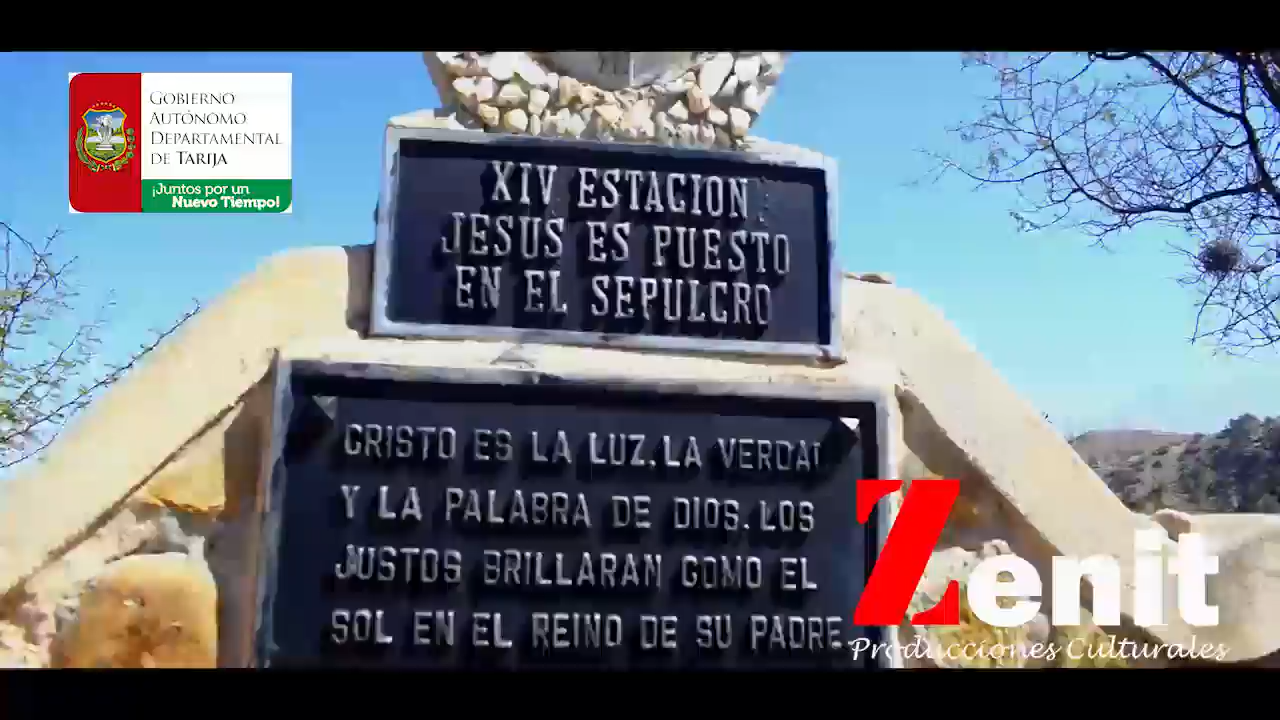 GOBIERNO
AUTÓNOMO
DEPARTAMENTAL
DE TARIJA
¡Juntos por un
Nuevo Tiempo!
XIV ESTACION
JESUS ES PUESTO
EN EL SEPULCRO
CRISTO ES LA LUZ, LA VERDAD
Y LA PALABRA DE DIOS. LOS
JUSTOS BRILLARAN COMO EL
SOL EN EL REINO DE SU PADRE
Zenit
Producciones Culturales